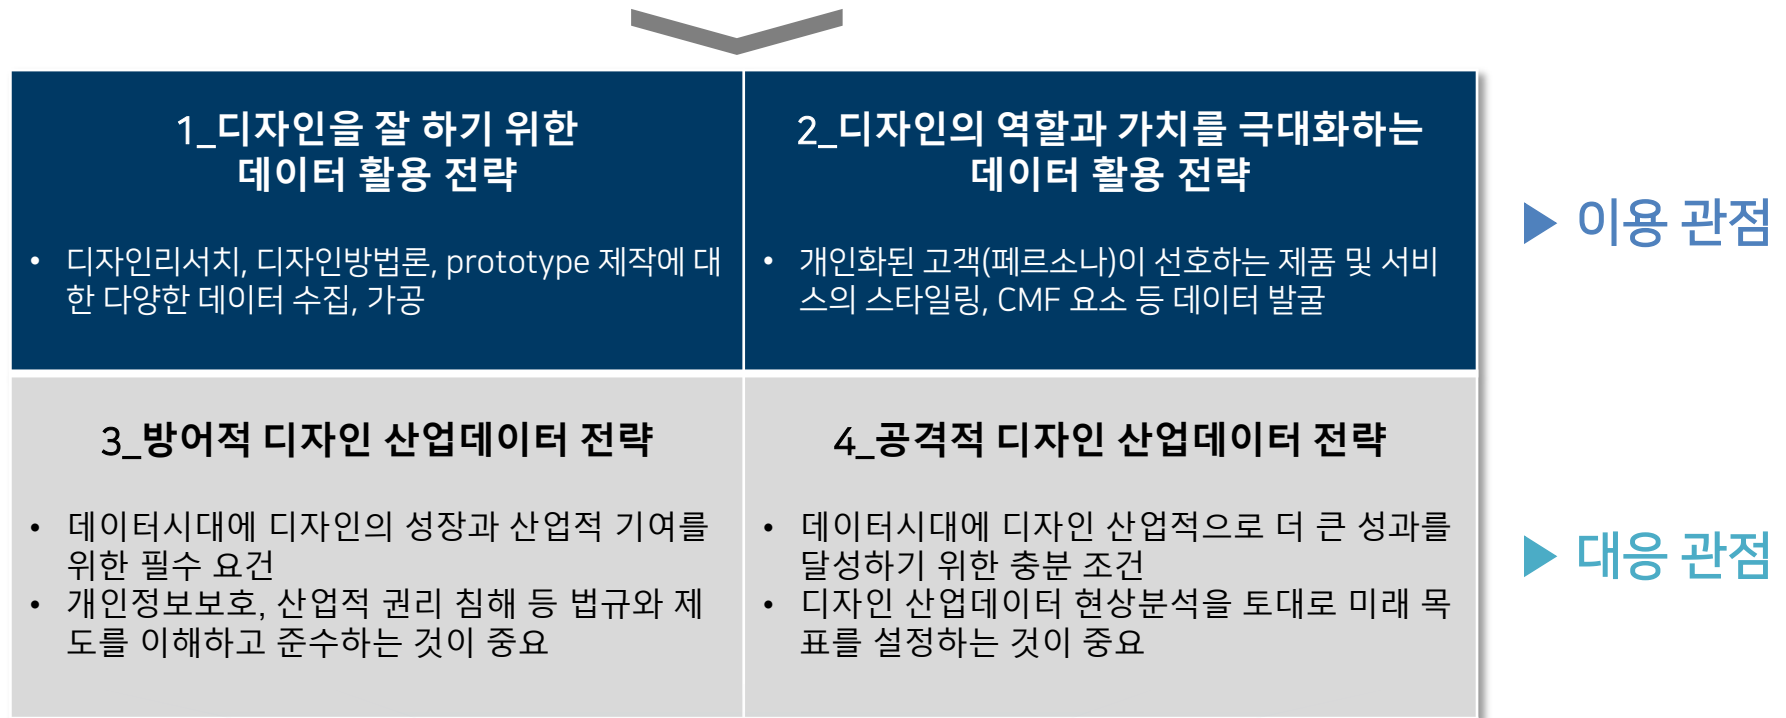 1_디자인을 잘 하기 위한
데이터 활용 전략
• 디자인리서치, 디자인방법론, prototype 제작에 대
한 다양한 데이터 수집, 가공
2_디자인의 역할과 가치를 극대화하는
데이터 활용 전략
• 개인화된 고객(페르소나)이 선호하는 제품 및 서비
스의 스타일링, CMF 요소 등 데이터 발굴
▶ 이용 관점
3_방어적 디자인 산업데이터 전략
• 데이터시대에 디자인의 성장과 산업적 기여를
위한 필수 요건
• 개인정보보호, 산업적 권리 침해 등 법규와 제
도를 이해하고 준수하는 것이 중요
4_공격적 디자인 산업데이터 전략
• 데이터시대에 디자인 산업적으로 더 큰 성과를
달성하기 위한 충분 조건
• 디자인 산업데이터 현상분석을 토대로 미래 목
표를 설정하는 것이 중요
▶ 대응 관점